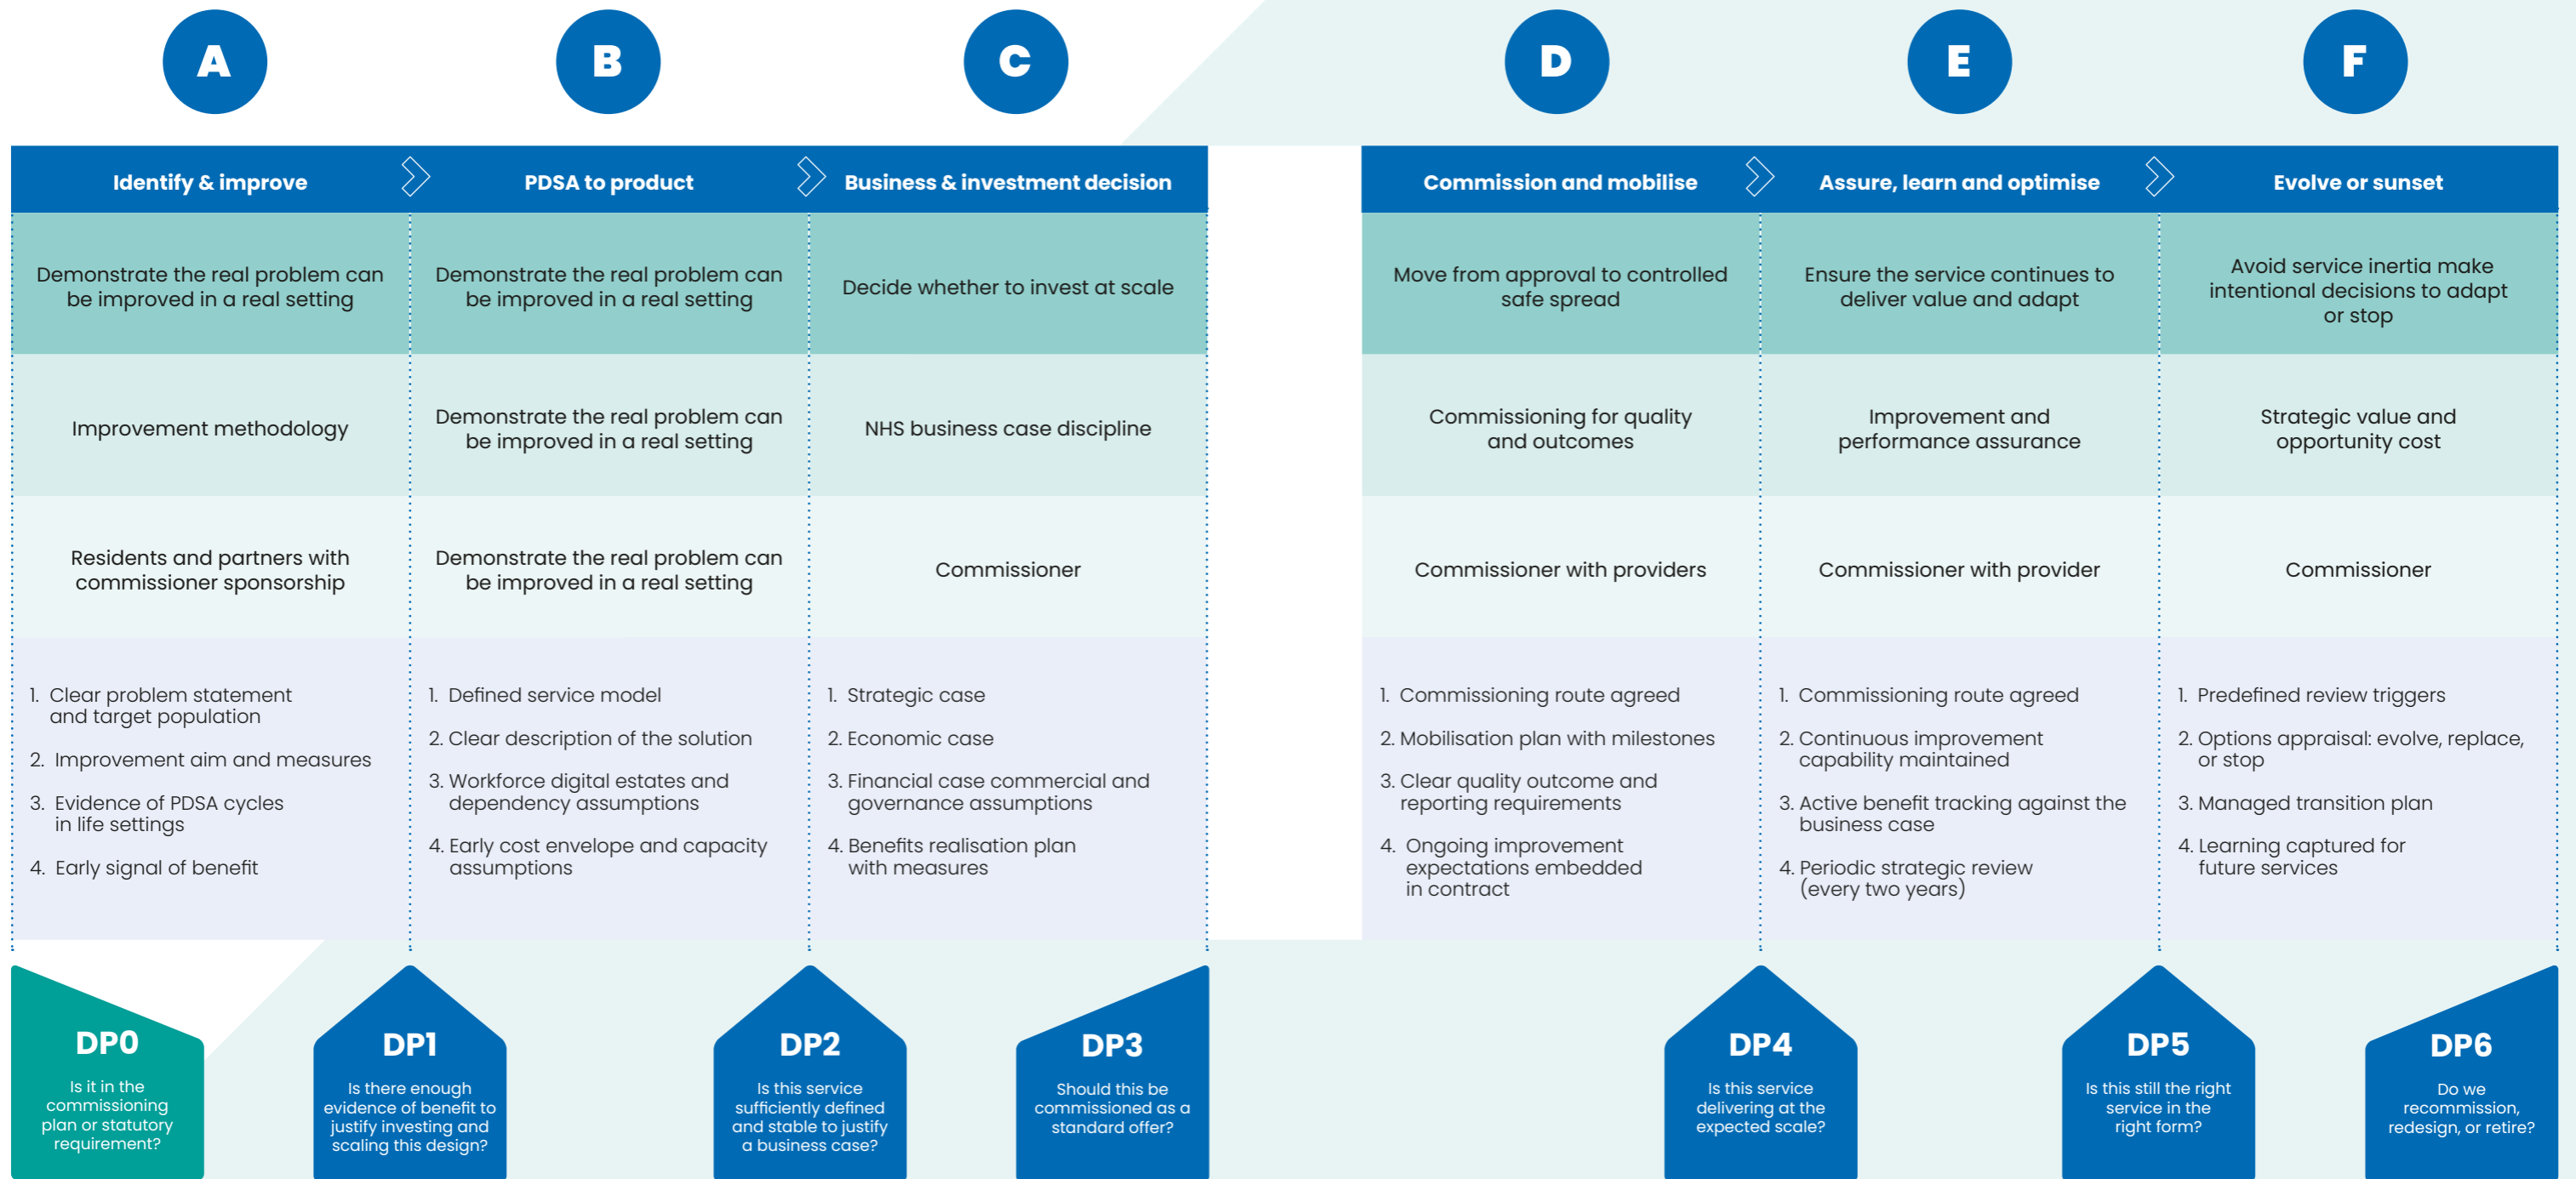 A
B
C
D
E
F
Identify & improve
PDSA to product
Business & investment decision
Commission and mobilise
Assure, learn and optimise
Evolve or sunset
Demonstrate the real problem can
be improved in a real setting
Demonstrate the real problem can
be improved in a real setting
Decide whether to invest at scale
Move from approval to controlled
safe spread
Ensure the service continues to
deliver value and adapt
Avoid service inertia make
intentional decisions to adapt
or stop
Improvement methodology
Demonstrate the real problem can
be improved in a real setting
NHS business case discipline
Commissioning for quality
and outcomes
Improvement and
performance assurance
Strategic value and
opportunity cost
Residents and partners with
commissioner sponsorship
Demonstrate the real problem can
be improved in a real setting
Commissioner
Commissioner with providers
Commissioner with provider
Commissioner
1. Clear problem statement
and target population
2. Improvement aim and measures
3. Evidence of PDSA cycles
in life settings
4. Early signal of benefit
1. Defined service model
2. Clear description of the solution
3. Workforce digital estates and
dependency assumptions
4. Early cost envelope and capacity
assumptions
1. Strategic case
2. Economic case
3. Financial case commercial and
governance assumptions
4. Benefits realisation plan
with measures
1. Commissioning route agreed
2. Mobilisation plan with milestones
3. Clear quality outcome and
reporting requirements
4. Ongoing improvement
expectations embedded
in contract
1. Commissioning route agreed
2. Continuous improvement
capability maintained
3. Active benefit tracking against the
business case
4. Periodic strategic review
(every two years)
1. Predefined review triggers
2. Options appraisal: evolve, replace,
or stop
3. Managed transition plan
4. Learning captured for
future services
DP0
Is it in the
commissioning
plan or statutory
requirement?
DP1
Is there enough
evidence of benefit to
justify investing and
scaling this design?
DP2
Is this service
sufficiently defined
and stable to justify
a business case?
DP3
Should this be
commissioned as a
standard offer?
DP4
Is this service
delivering at the
expected scale?
DP5
Is this still the right
service in the
right form?
DP6
Do we
recommission,
redesign, or retire?